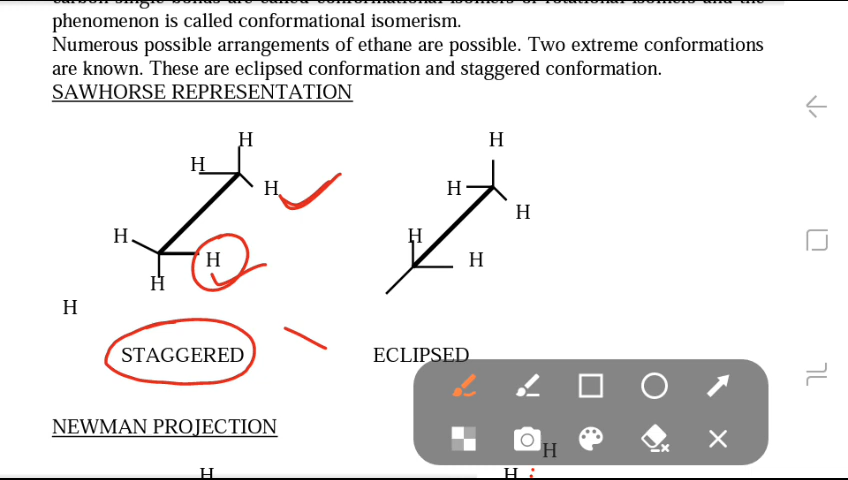 phenomenon is called conformational isomerism.
Numerous possible arrangements of ethane are possible. Two extreme conformations
are known. These are eclipsed conformation and staggered conformation.
SAWHORSE REPRESENTATION
H H
H
H H H
H
H H
H H
H
H
STAGGERED ECLIPSED
NEWMAN PROJECTION
H
H H